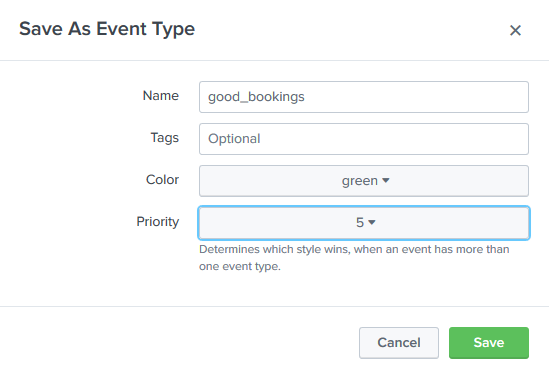 Save As Event Type
Name good_bookings
Tags Optional
Color green
Priority 5
Determines which style wins, when an event has more than
one event type.
Cancel Save